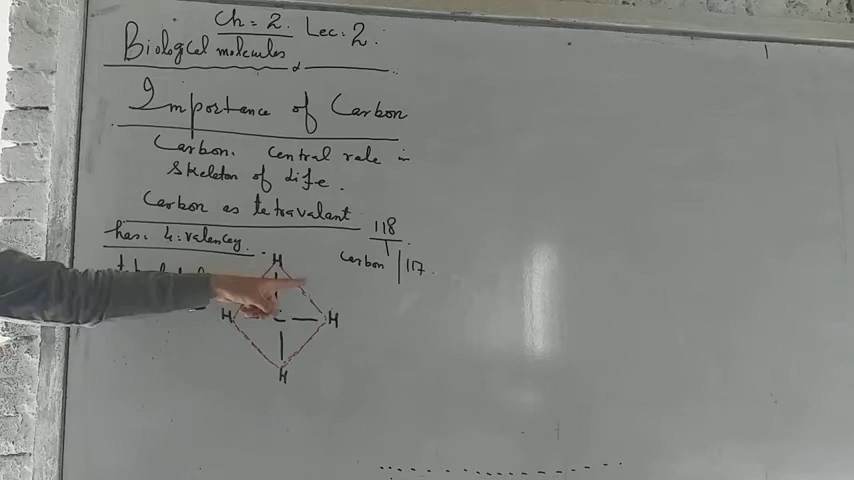 Ch = 2. Lec: 2.
Biological molecules
Importance of Carbon
Carbon. Central role in
Skeleton of life.
Carbon as tetravalant
has: 4: valency.
118
Carbon | 117.
H
H C H
H